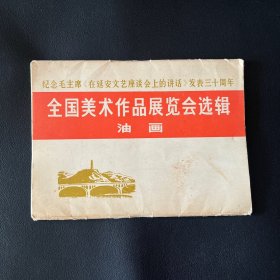 纪念毛主席《在延安文艺座谈会上的讲话》发表三十周年
全国美术作品展览会选辑
油画